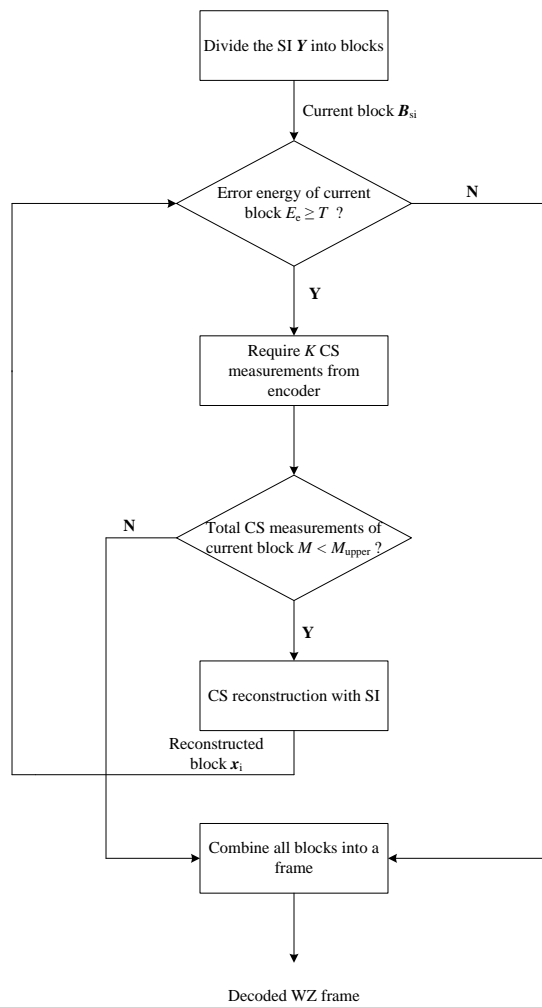 Divide the SI Y into blocks
Current block Bsi
Error energy of current
block Ee ≥ T ?
N
Y
Require K CS
measurements from
encoder
N
Total CS measurements of
current block M < Mupper ?
Y
CS reconstruction with SI
Reconstructed
block xi
Combine all blocks into a
frame
Decoded WZ frame